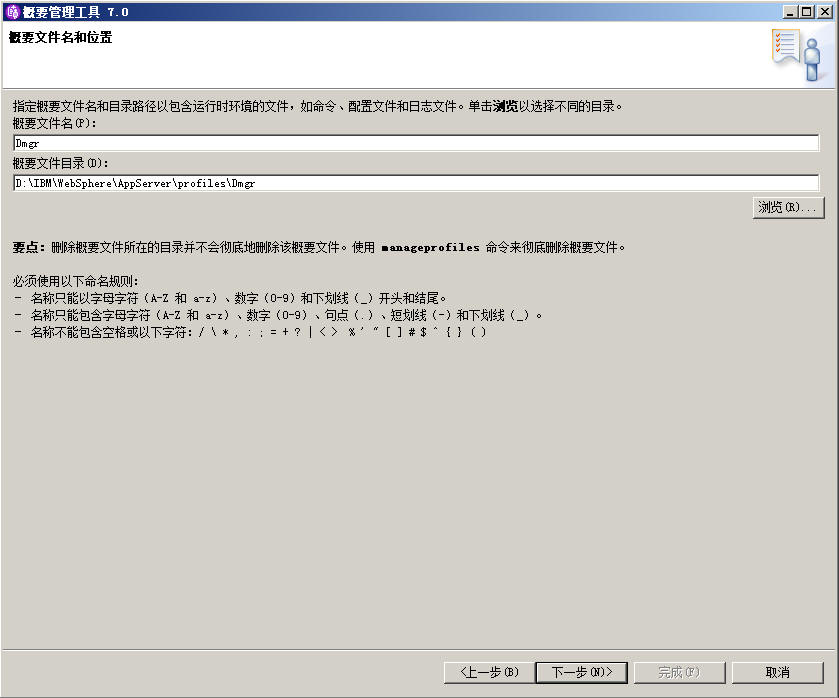 概要管理工具 7.0
概要文件名和位置
指定概要文件名和目录路径以包含运行时环境的文件，如命令、配置文件和日志文件。单击浏览以选择不同的目录。
概要文件名(P)：
Dmgr
概要文件目录(D)：
D:\IBM\WebSphere\AppServer\profiles\Dmgr
浏览(R)...
要点：删除概要文件所在的目录并不会彻底地删除该概要文件。使用 manageprofiles 命令来彻底删除概要文件。
必须使用以下命名规则：
- 名称只能以字母字符（A-Z 和 a-z）、数字（0-9）和下划线（_）开头和结尾。
- 名称只能包含字母字符（A-Z 和 a-z）、数字（0-9）、句点（.）、短划线（-）和下划线（_）。
- 名称不能包含空格或以下字符：/ \ * , : ; = + ? | < > % ' " [ ] # $ ^ { } ( )
<上一步(B)
下一步(N)>
完成(F)
取消